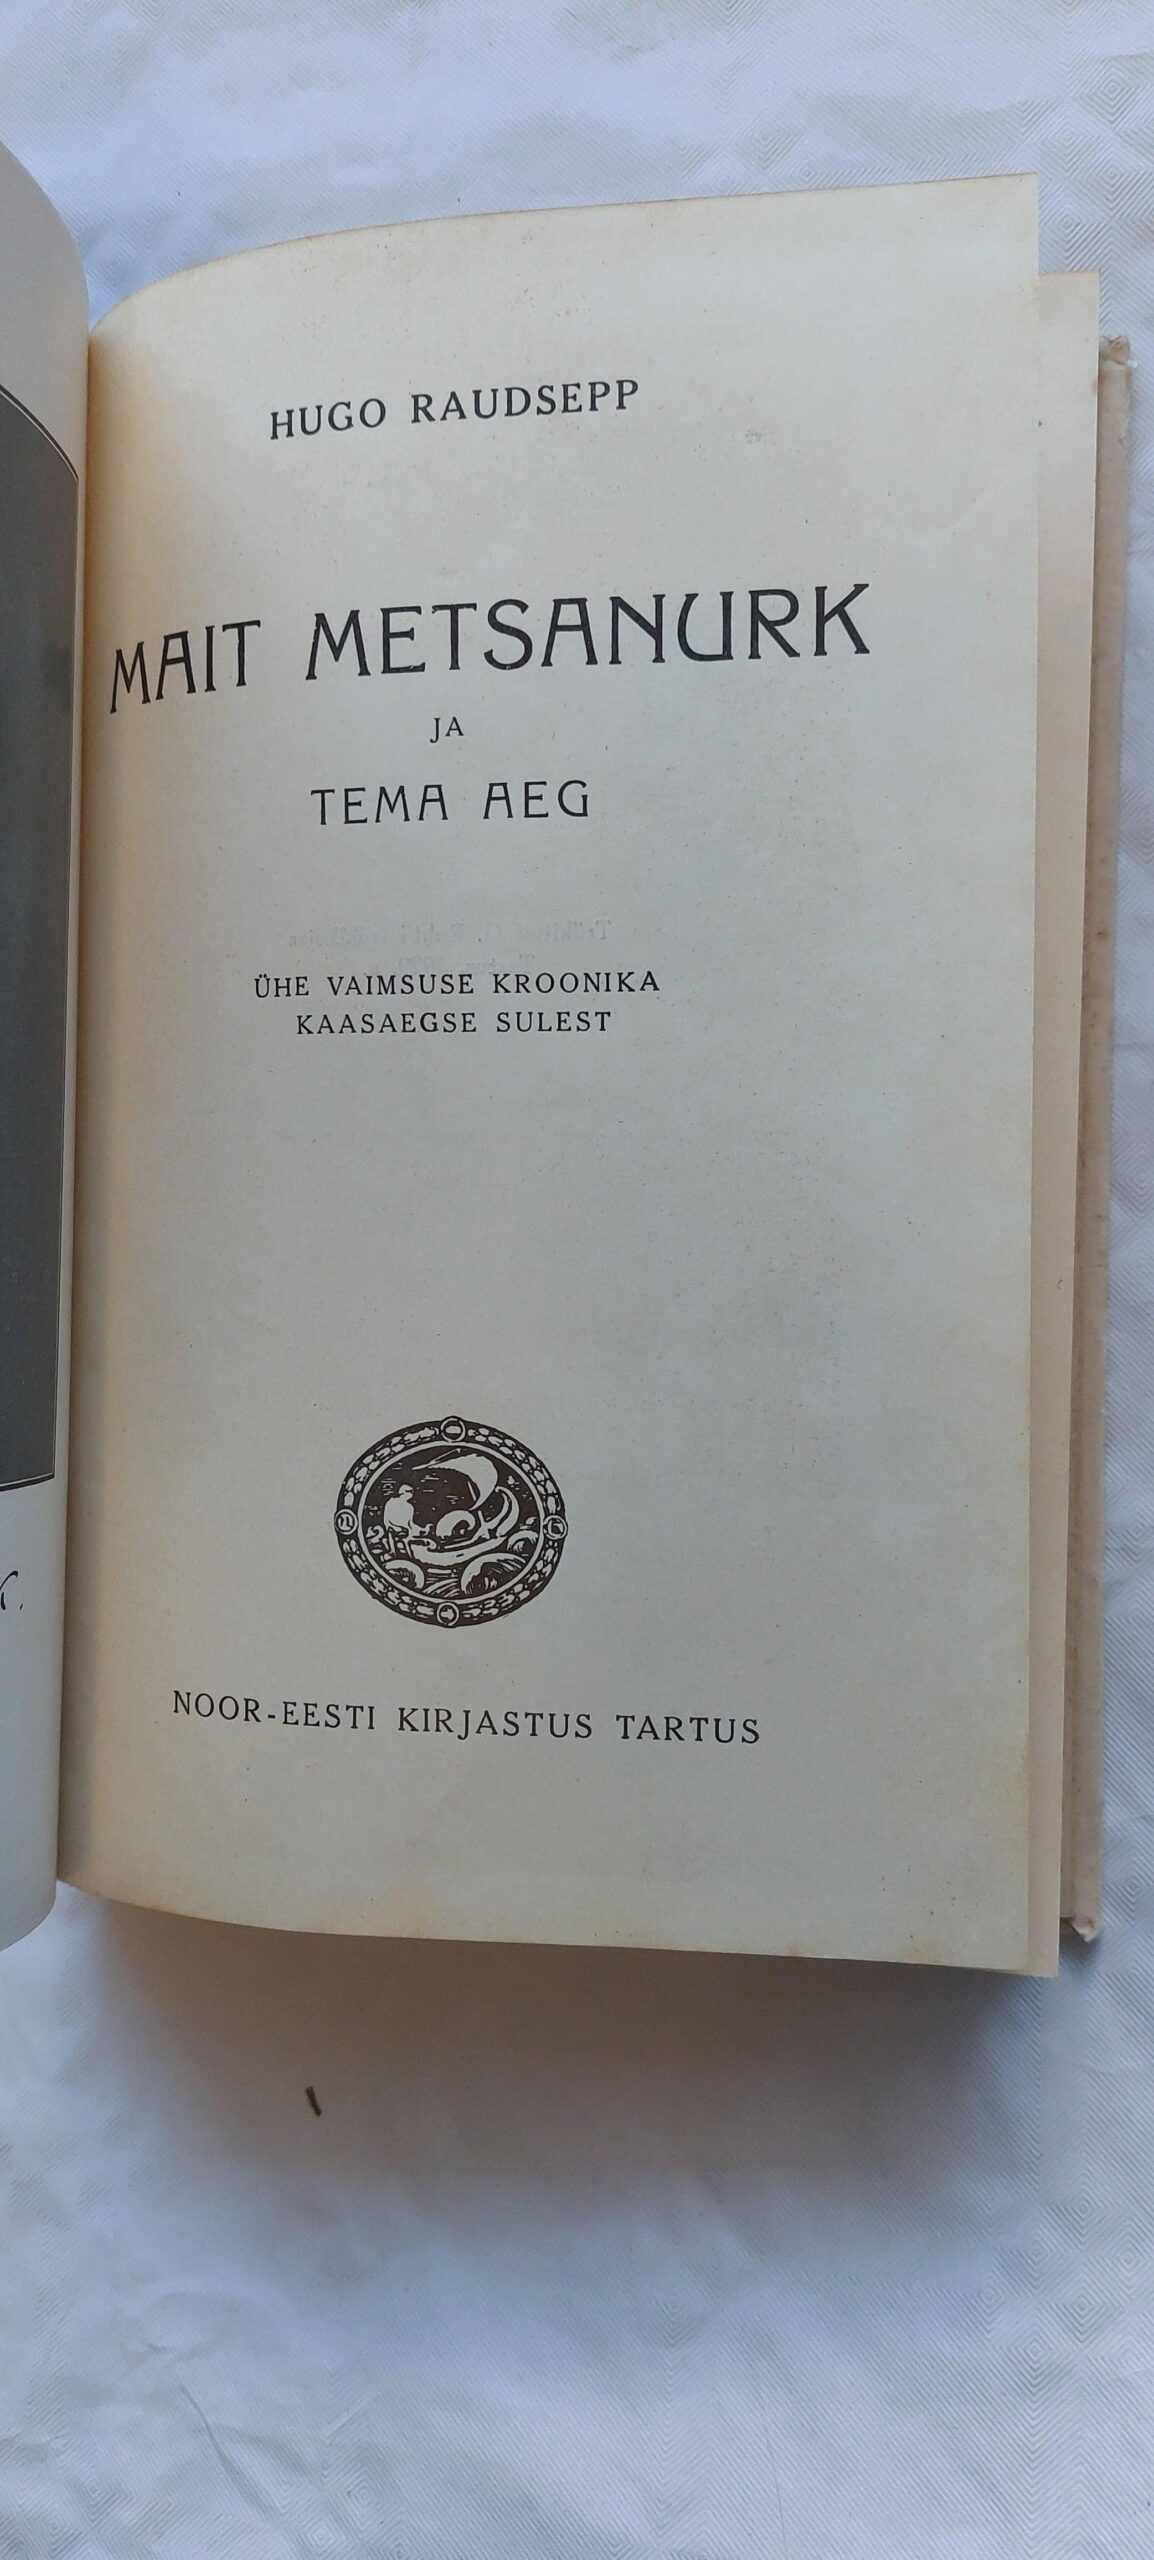 HUGO RAUDSEPP
MAIT METSANURK
JA
TEMA AEG
ÜHE VAIMSUSE KROONIKA
KAASAEGSE SULEST
NOOR-EESTI KIRJASTUS TARTUS